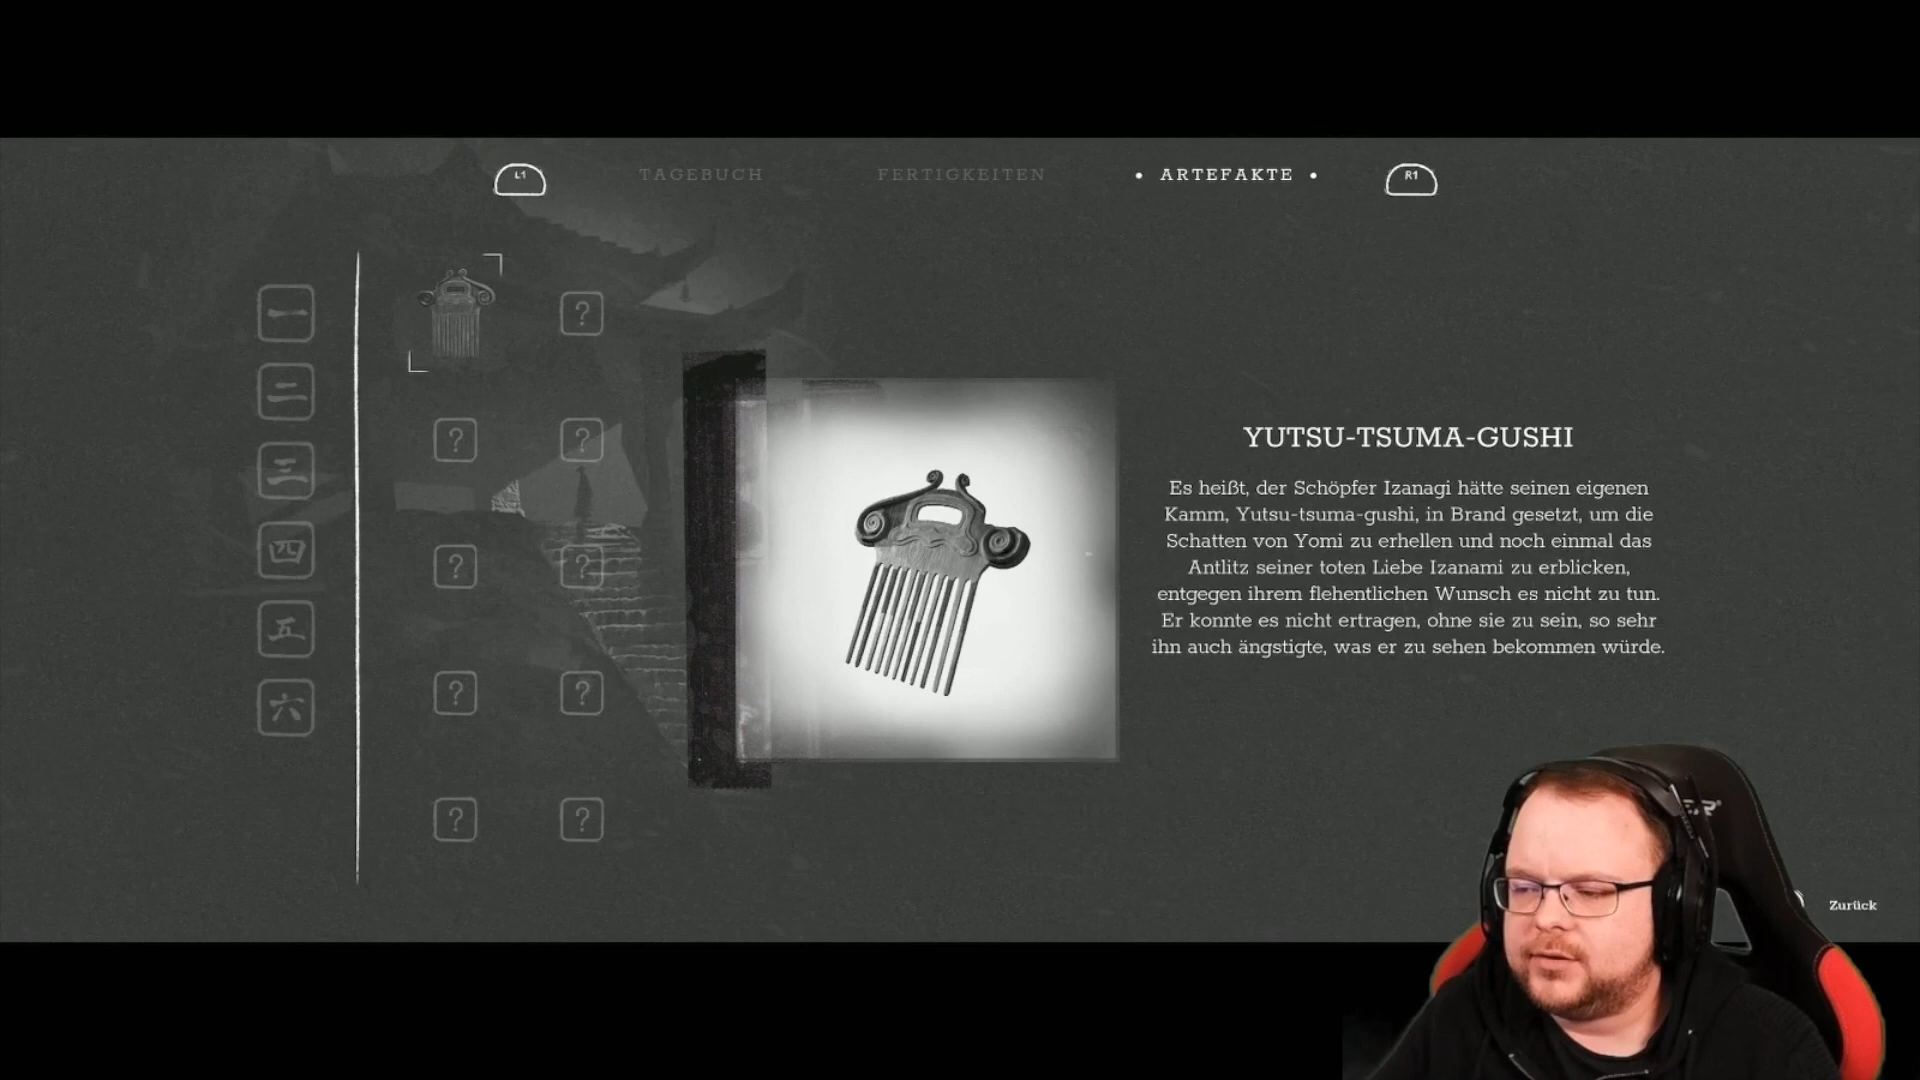 L1
TAGEBUCH
FERTIGKEITEN
• ARTEFAKTE •
R1
一
?
二
? ?
三
四
? ?
五
六
? ?
? ?
YUTSU-TSUMA-GUSHI
Es heißt, der Schöpfer Izanagi hätte seinen eigenen
Kamm, Yutsu-tsuma-gushi, in Brand gesetzt, um die
Schatten von Yomi zu erhellen und noch einmal das
Antlitz seiner toten Liebe Izanami zu erblicken,
entgegen ihrem flehentlichen Wunsch es nicht zu tun.
Er konnte es nicht ertragen, ohne sie zu sein, so sehr
ihn auch ängstigte, was er zu sehen bekommen würde.
Zurück